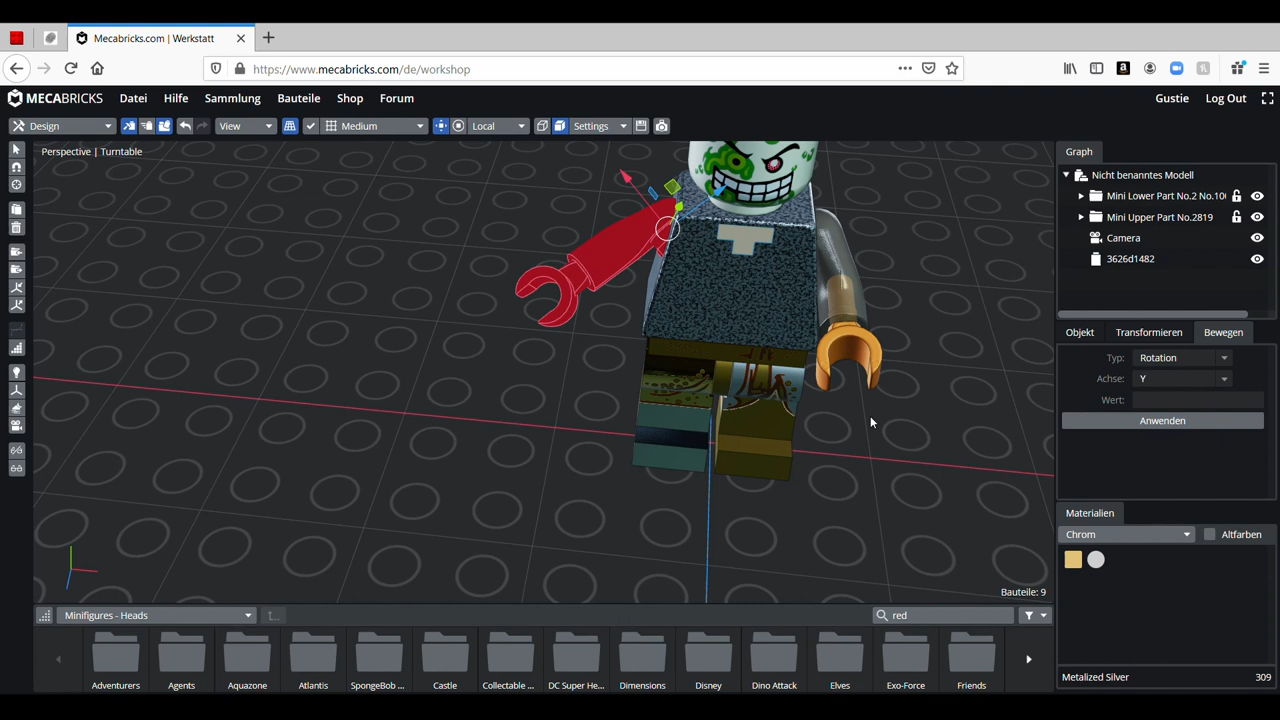 Mecabricks.com | Werkstatt
https://www.mecabricks.com/de/workshop
MECABRICKS Datei Hilfe Sammlung Bauteile Shop Forum Gustie Log Out
Design View Medium Local Settings
Perspective | Turntable
Graph
Nicht benanntes Modell
Mini Lower Part No.2 No.10
Mini Upper Part No.2819
Camera
3626d1482
Objekt Transformieren Bewegen
Typ: Rotation
Achse: Y
Wert:
Anwenden
Materialien
Chrom Altfarben
Bauteile: 9
Minifigures - Heads red
Adventurers Agents Aquazone Atlantis SpongeBob ... Castle Collectable ... DC Super He... Dimensions Disney Dino Attack Elves Exo-Force Friends
Metalized Silver 309